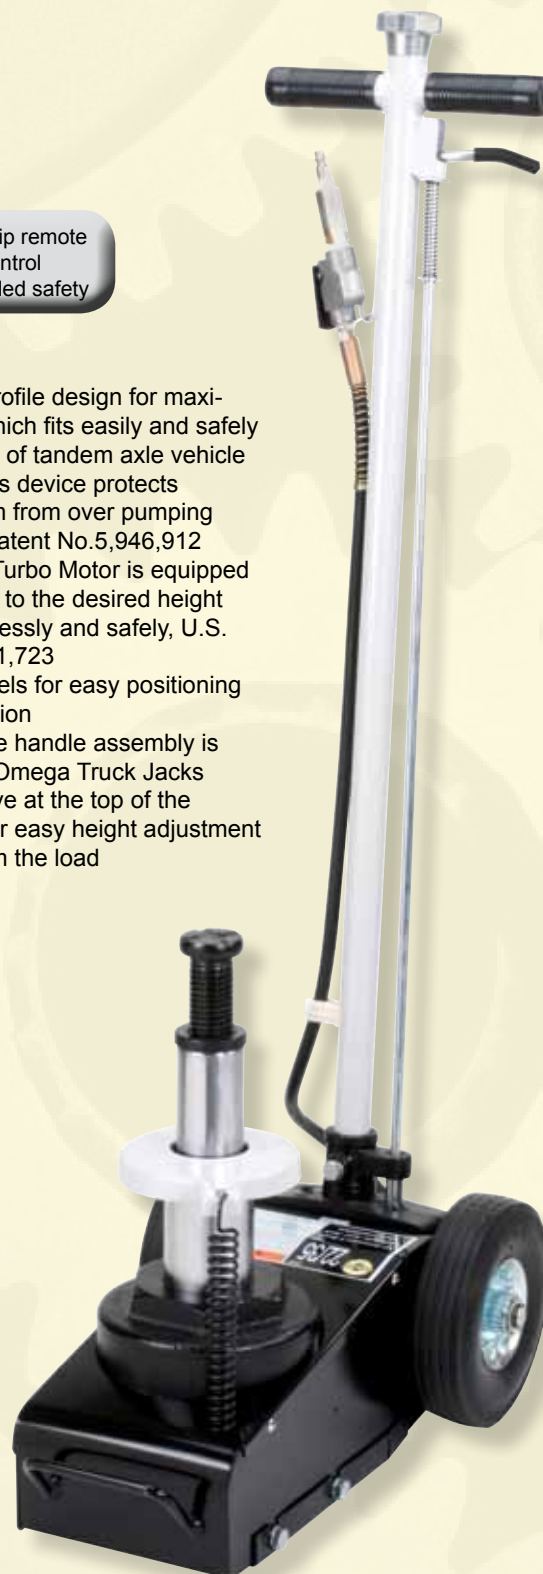 ip remote
ntrol
ded safety
rofile design for maxi-
hich fits easily and safely
of tandem axle vehicle
s device protects
n from over pumping
atent No.5,946,912
Turbo Motor is equipped
to the desired height
essly and safely, U.S.
1,723
els for easy positioning
ion
e handle assembly is
Omega Truck Jacks
ve at the top of the
r easy height adjustment
m the load